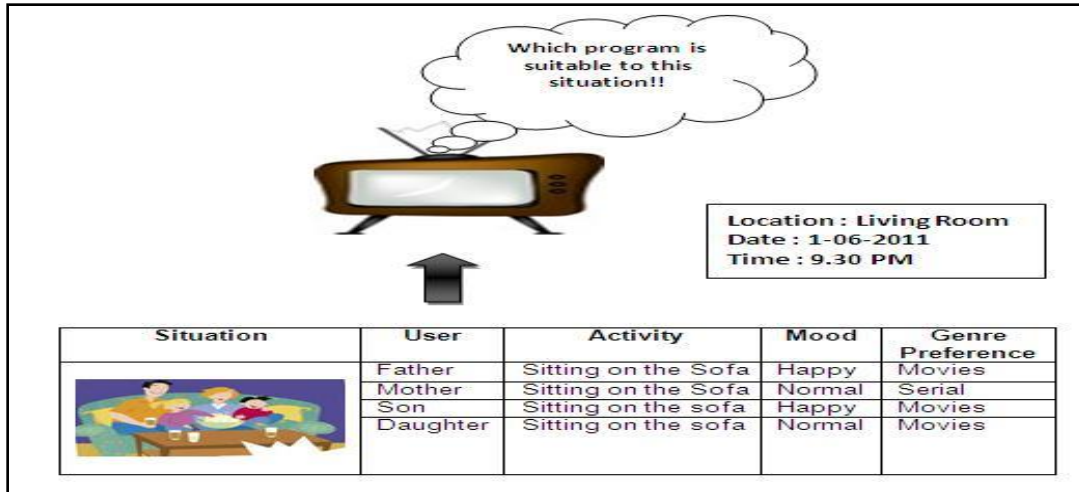 Which program is
suitable to this
situation!!
Location : Living Room
Date : 1-06-2011
Time : 9.30 PM
Situation User Activity Mood Genre Preference
Father Sitting on the Sofa Happy Movies
Mother Sitting on the Sofa Normal Serial
Son Sitting on the sofa Happy Movies
Daughter Sitting on the sofa Normal Movies